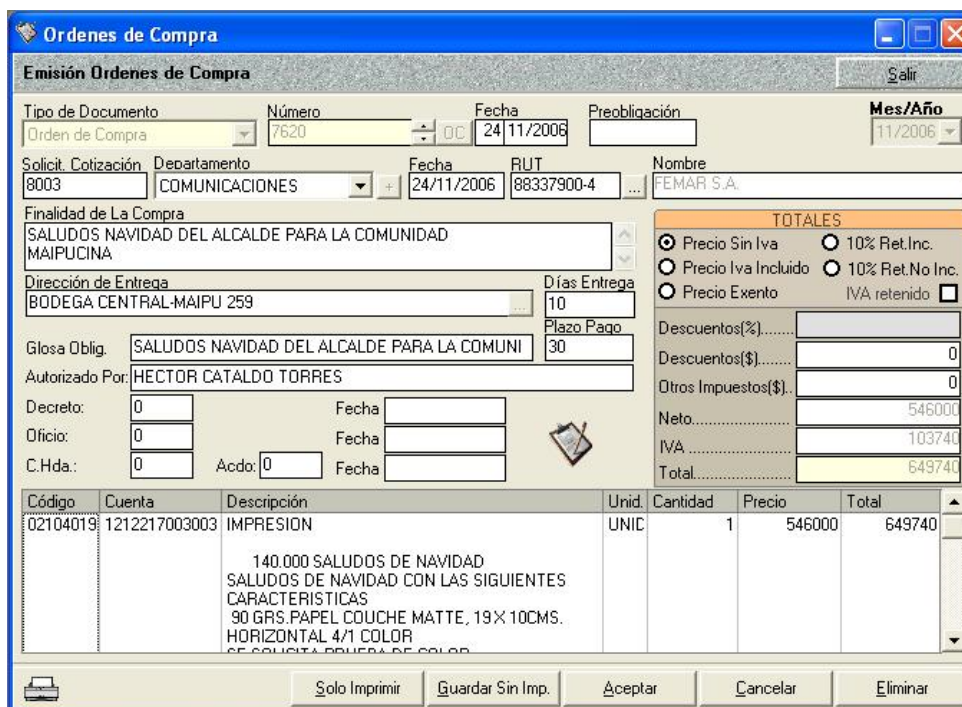 Ordenes de Compra
Emisión Ordenes de Compra
Salir
Tipo de Documento Número Fecha Preobligación Mes/Año
Orden de Compra 7620 OC 24 11/2006 11/2006
Solicit. Cotización Departamento Fecha RUT Nombre
8003 COMUNICACIONES + 24/11/2006 88337900-4 ... FEMAR S.A.
Finalidad de La Compra
SALUDOS NAVIDAD DEL ALCALDE PARA LA COMUNIDAD
MAIPUCINA
Dirección de Entrega Días Entrega
BODEGA CENTRAL-MAIPU 259 ... 10
Plazo Pago
Glosa Oblig. SALUDOS NAVIDAD DEL ALCALDE PARA LA COMUNI 30
Autorizado Por: HECTOR CATALDO TORRES
Decreto: 0 Fecha
Oficio: 0 Fecha
C.Hda.: 0 Acdo: 0 Fecha
TOTALES
Precio Sin Iva 10% Ret.Inc.
Precio Iva Incluido 10% Ret.No Inc.
Precio Exento IVA retenido
Descuentos(%)........
Descuentos($)........ 0
Otros Impuestos($).. 0
Neto...................... 546000
IVA ....................... 103740
Total...................... 649740
Código Cuenta Descripción Unid. Cantidad Precio Total
02104019 1212217003003 IMPRESION UNID 1 546000 649740
140.000 SALUDOS DE NAVIDAD
SALUDOS DE NAVIDAD CON LAS SIGUIENTES
CARACTERISTICAS
90 GRS.PAPEL COUCHE MATTE, 19 X 10CMS.
HORIZONTAL 4/1 COLOR
SE SOLICITA PRUEBA DE COLOR
Solo Imprimir Guardar Sin Imp. Aceptar Cancelar Eliminar